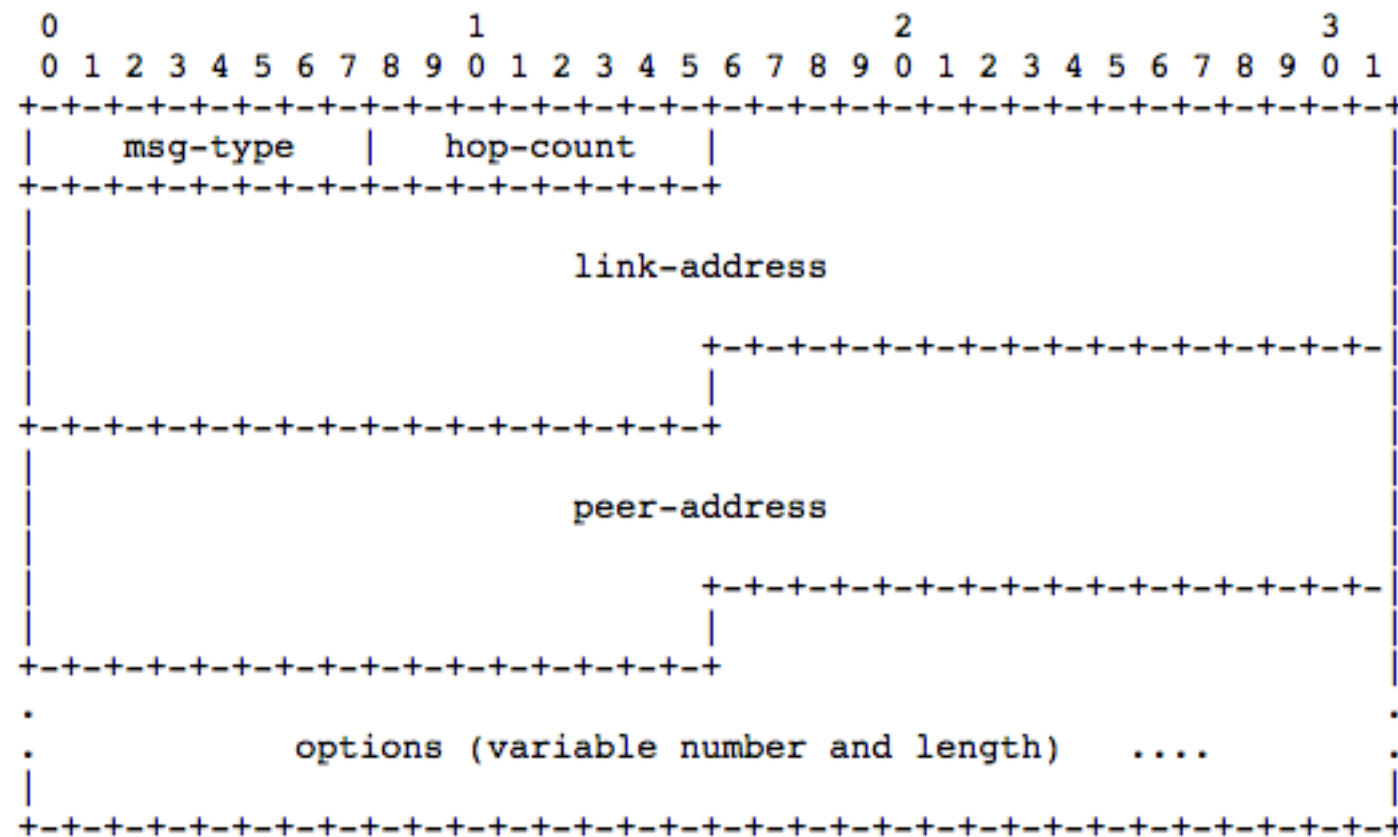 0                   1                   2                   3
 0 1 2 3 4 5 6 7 8 9 0 1 2 3 4 5 6 7 8 9 0 1 2 3 4 5 6 7 8 9 0 1
+-+-+-+-+-+-+-+-+-+-+-+-+-+-+-+-+-+-+-+-+-+-+-+-+-+-+-+-+-+-+-+-+
|    msg-type   |   hop-count   |                               |
+-+-+-+-+-+-+-+-+-+-+-+-+-+-+-+-+                               |
|                                                               |
|                         link-address                          |
|                                                               |
|                               +-+-+-+-+-+-+-+-+-+-+-+-+-+-+-+-|
|                               |                               |
+-+-+-+-+-+-+-+-+-+-+-+-+-+-+-+-+                               |
|                                                               |
|                         peer-address                          |
|                                                               |
|                               +-+-+-+-+-+-+-+-+-+-+-+-+-+-+-+-|
|                               |                               |
+-+-+-+-+-+-+-+-+-+-+-+-+-+-+-+-+                               |
.                                                               .
.            options (variable number and length)   ....        .
|                                                               |
+-+-+-+-+-+-+-+-+-+-+-+-+-+-+-+-+-+-+-+-+-+-+-+-+-+-+-+-+-+-+-+-+